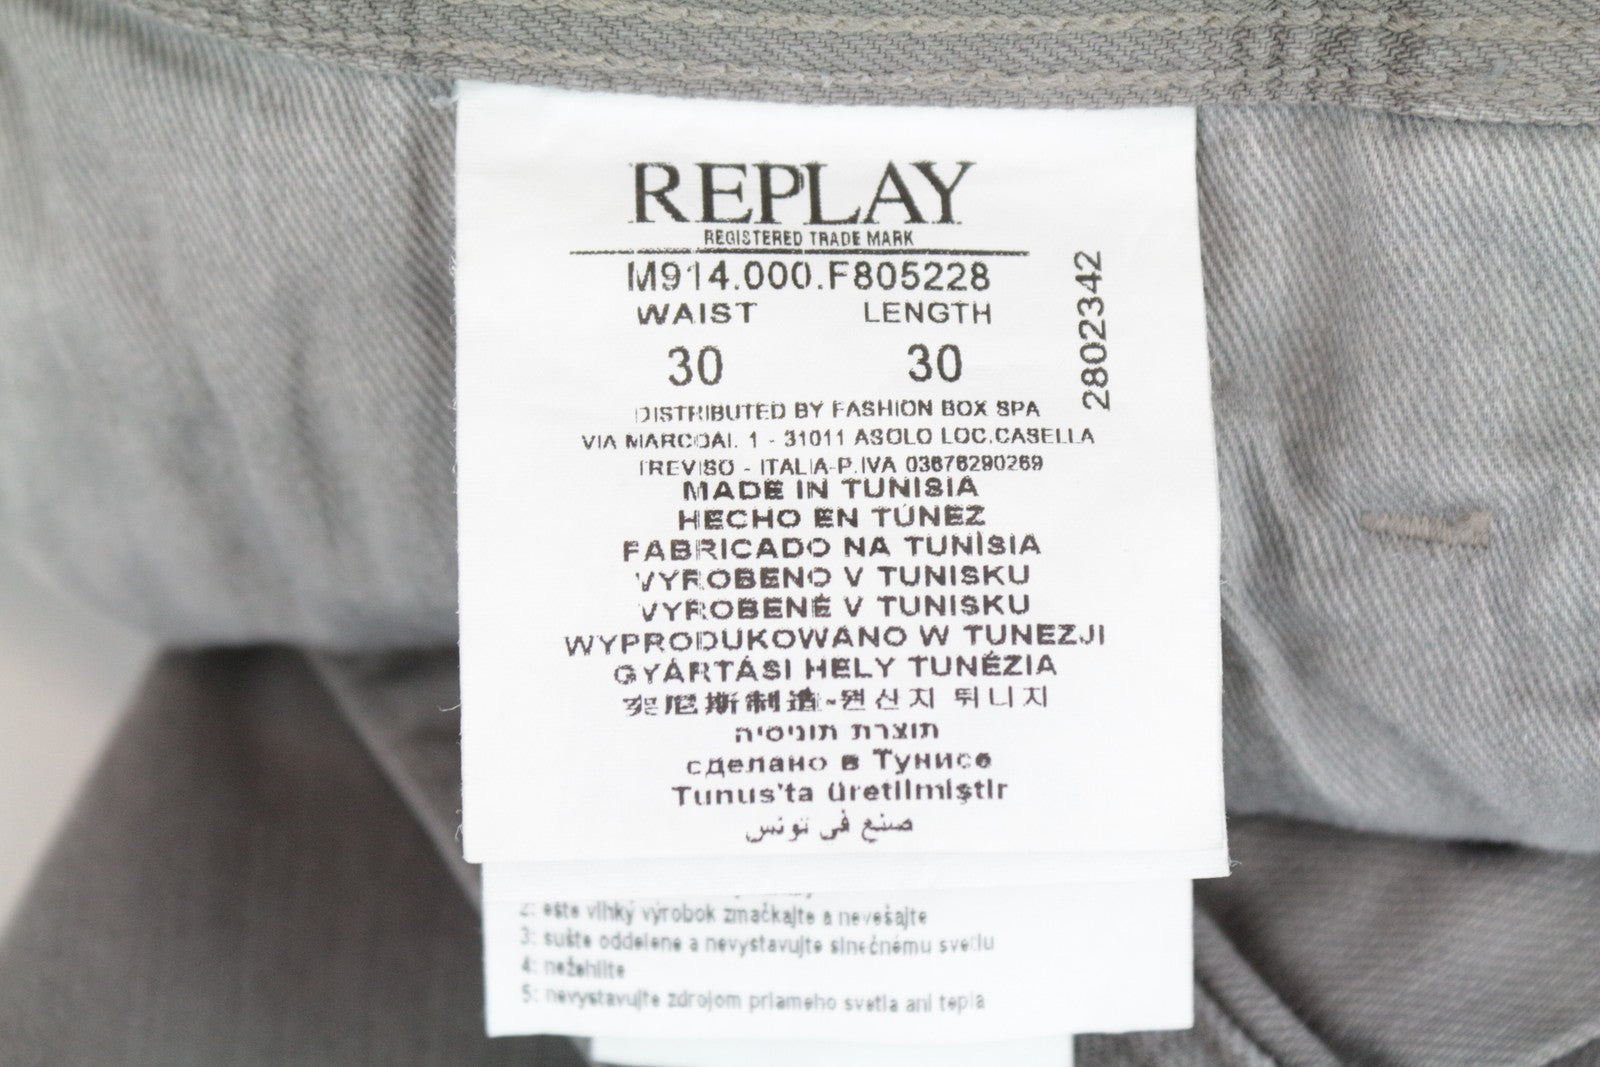 REPLAY
REGISTERED TRADE MARK
M914.000.F805228
WAIST LENGTH
30 30
2802342
DISTRIBUTED BY FASHION BOX SPA
VIA MARCOAI. 1 - 31011 ASOLO LOC.CASELLA
TREVISO - ITALIA-P.IVA 03676290269
MADE IN TUNISIA
HECHO EN TÚNEZ
FABRICADO NA TUNÍSIA
VYROBENO V TUNISKU
VYROBENÉ V TUNISKU
WYPRODUKOWANO W TUNEZJI
GYÁRTÁSI HELY TUNÉZIA
突尼斯制造-원산지 튀니지
תוצרת תוניסיה
сделано в Тунисе
Tunus'ta üretilmiştir
صنع في تونس
2: ešte vlhký výrobok zmačkajte a nevešajte
3: sušte oddelene a nevystavujte slnečnému svetlu
4: nežehlite
5: nevystavujte zdrojom priameho svetla ani tepla